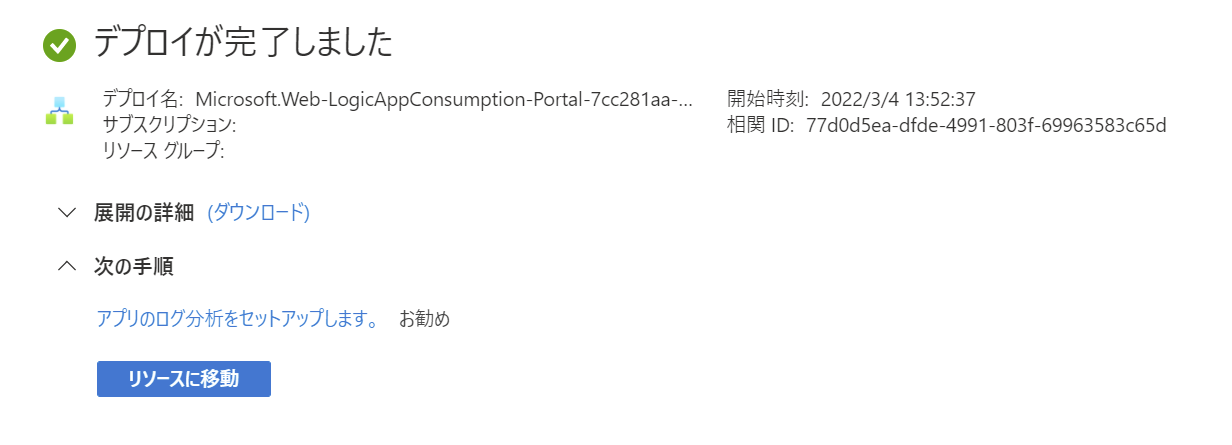 デプロイが完了しました
デプロイ名: Microsoft.Web-LogicAppConsumption-Portal-7cc281aa-...
サブスクリプション:
リソース グループ:
開始時刻: 2022/3/4 13:52:37
相関 ID: 77d0d5ea-dfde-4991-803f-69963583c65d
展開の詳細 (ダウンロード)
次の手順
アプリのログ分析をセットアップします。 お勧め
リソースに移動